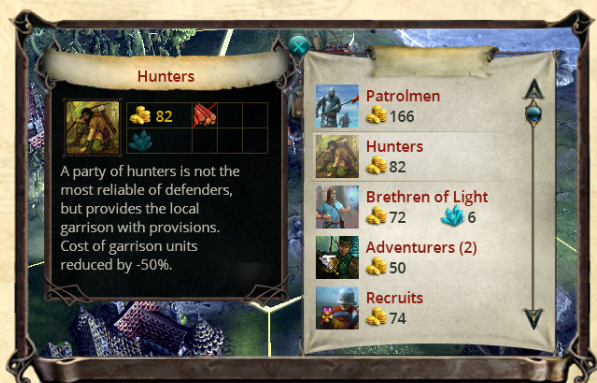 Hunters
82
A party of hunters is not the
most reliable of defenders,
but provides the local
garrison with provisions.
Cost of garrison units
reduced by -50%.
Patrolmen
166
Hunters
82
Brethren of Light
72 6
Adventurers (2)
50
Recruits
74